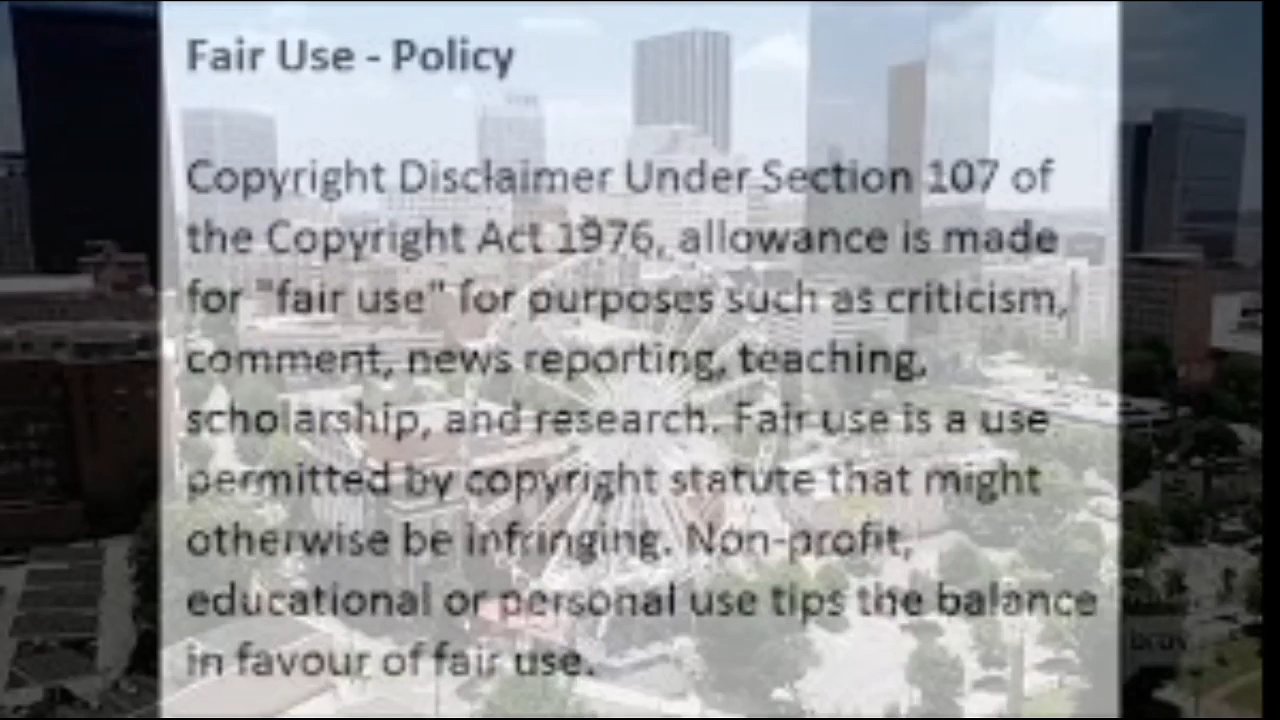 Fair Use - Policy
Copyright Disclaimer Under Section 107 of
the Copyright Act 1976, allowance is made
for "fair use" for purposes such as criticism,
comment, news reporting, teaching,
scholarship, and research. Fair use is a use
permitted by copyright statute that might
otherwise be infringing. Non-profit,
educational or personal use tips the balance
in favour of fair use.